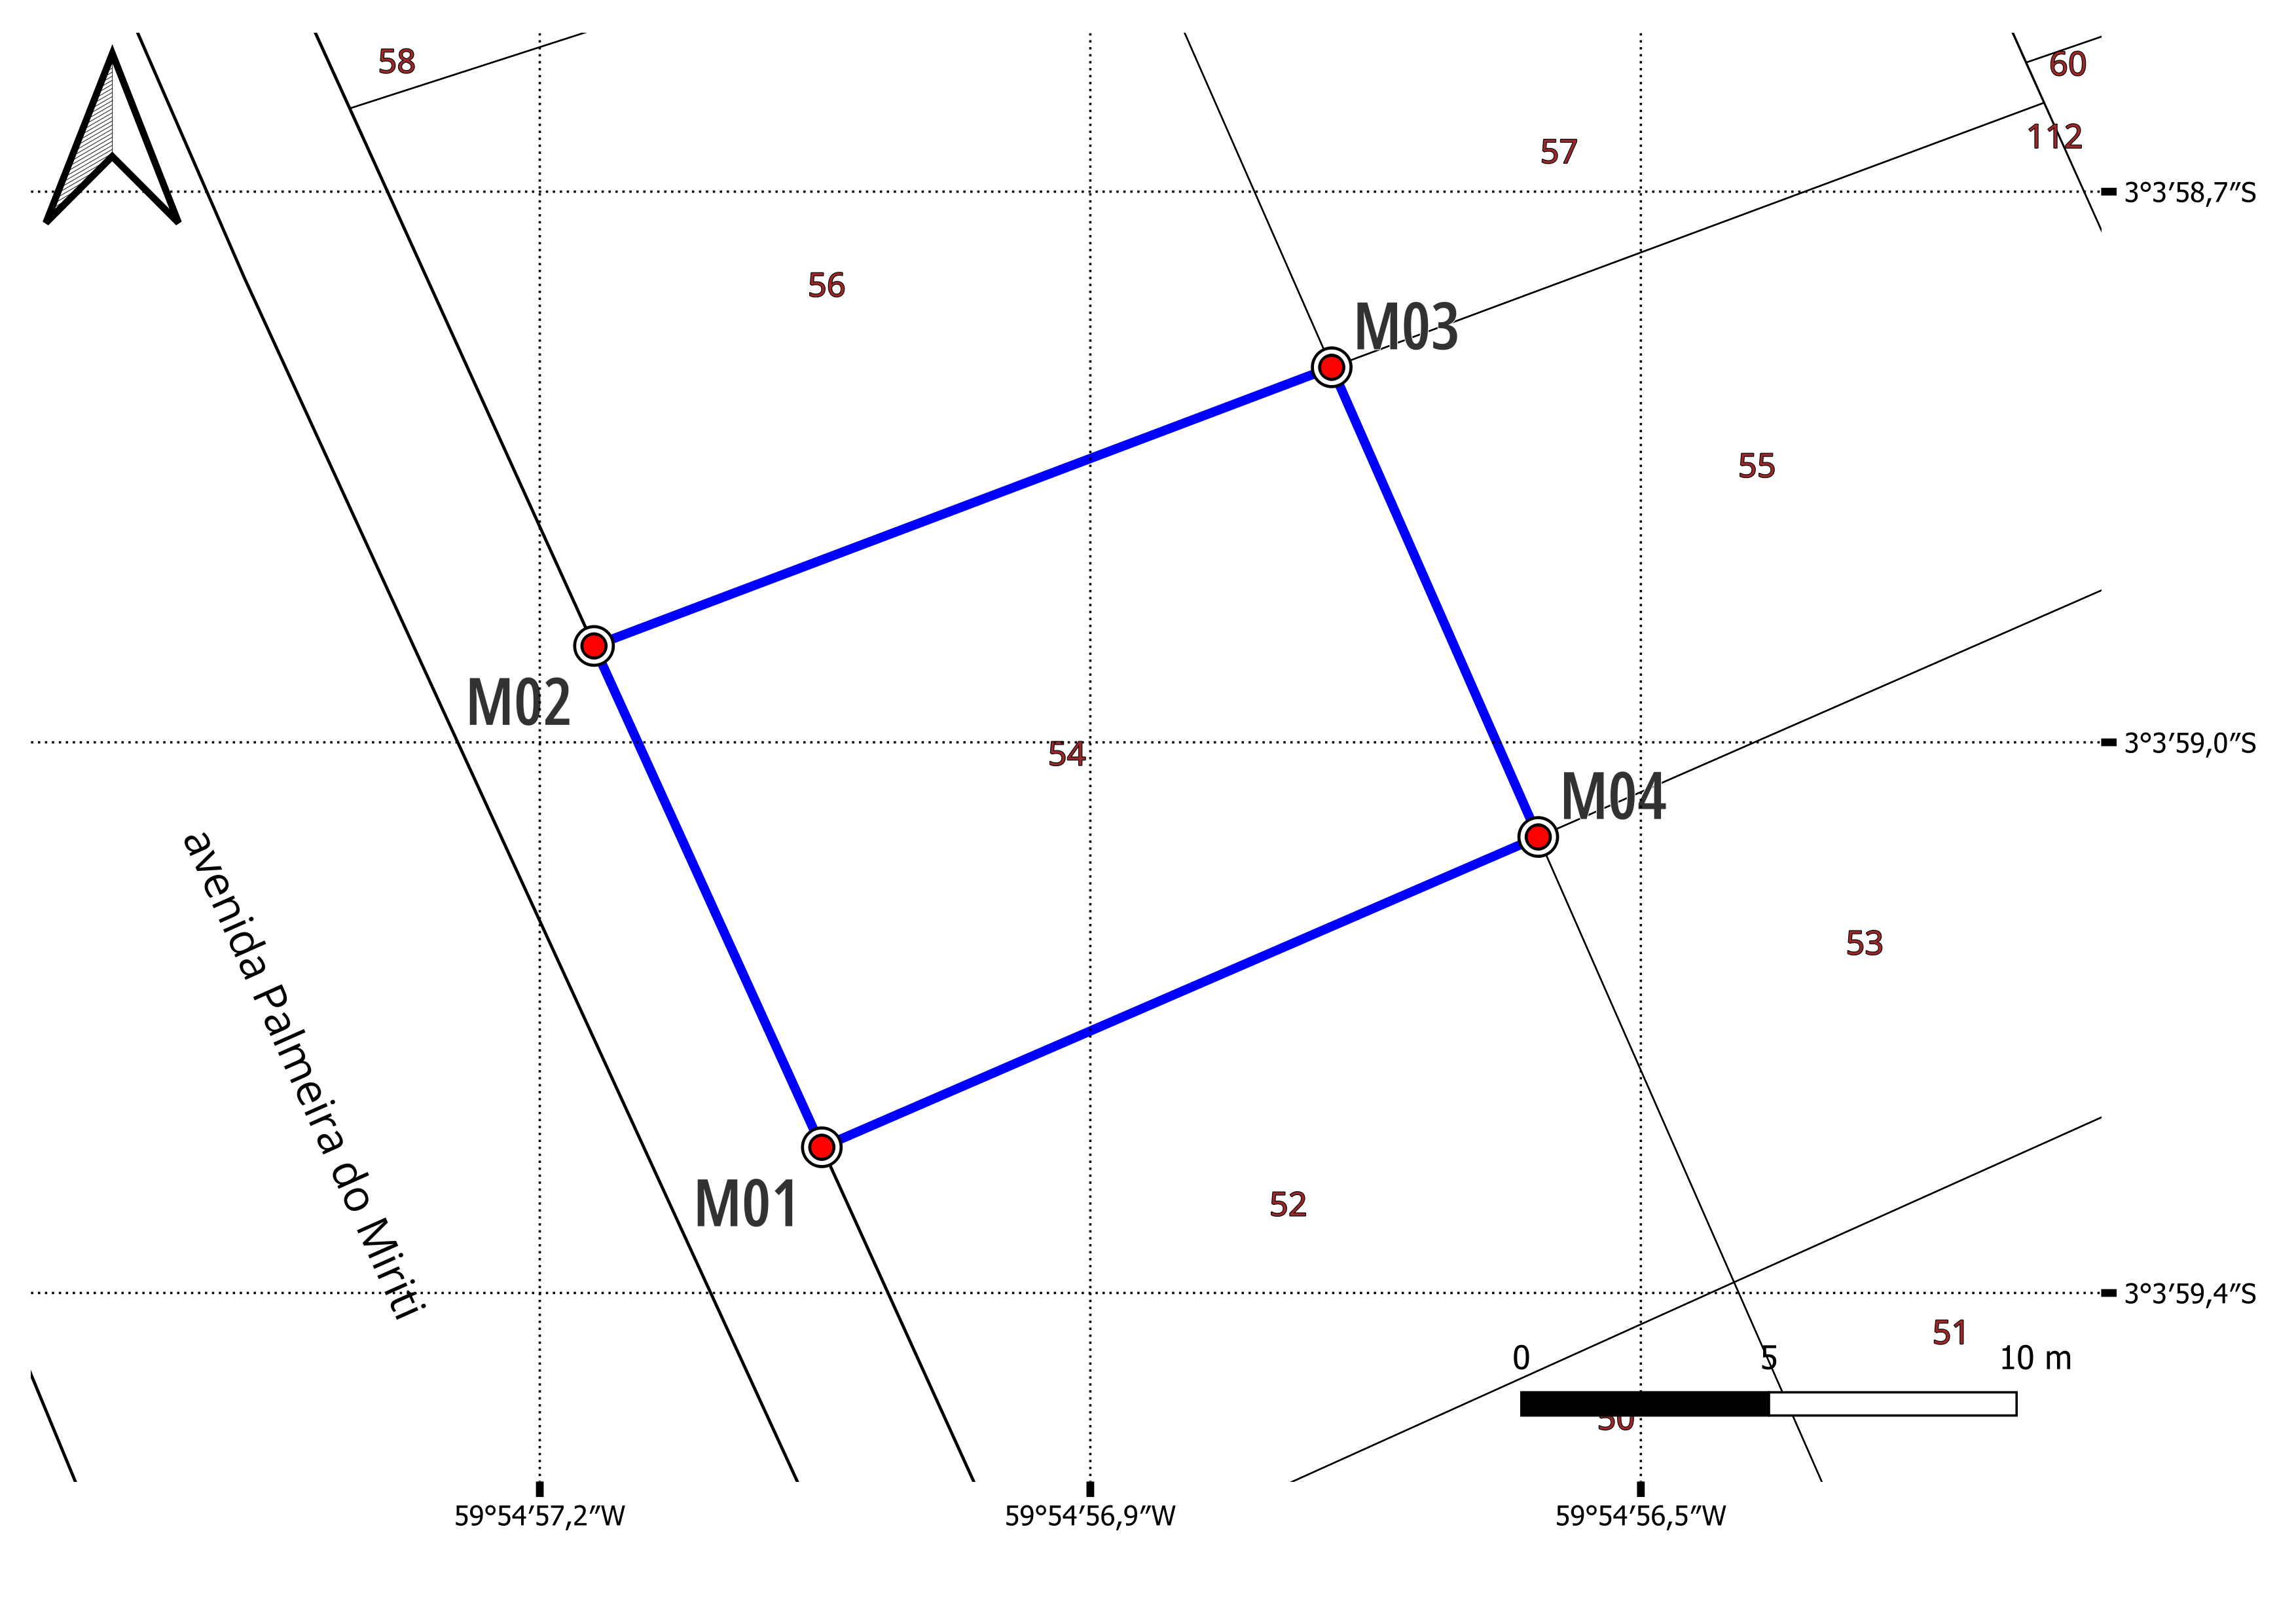 58
60
112
57
3°3′58,7″S
56
M03
55
M02
3°3′59,0″S
54
M04
avenida Palmeira do Miriti
53
M01
52
3°3′59,4″S
51
0 5 10 m
50
59°54′57,2″W 59°54′56,9″W 59°54′56,5″W